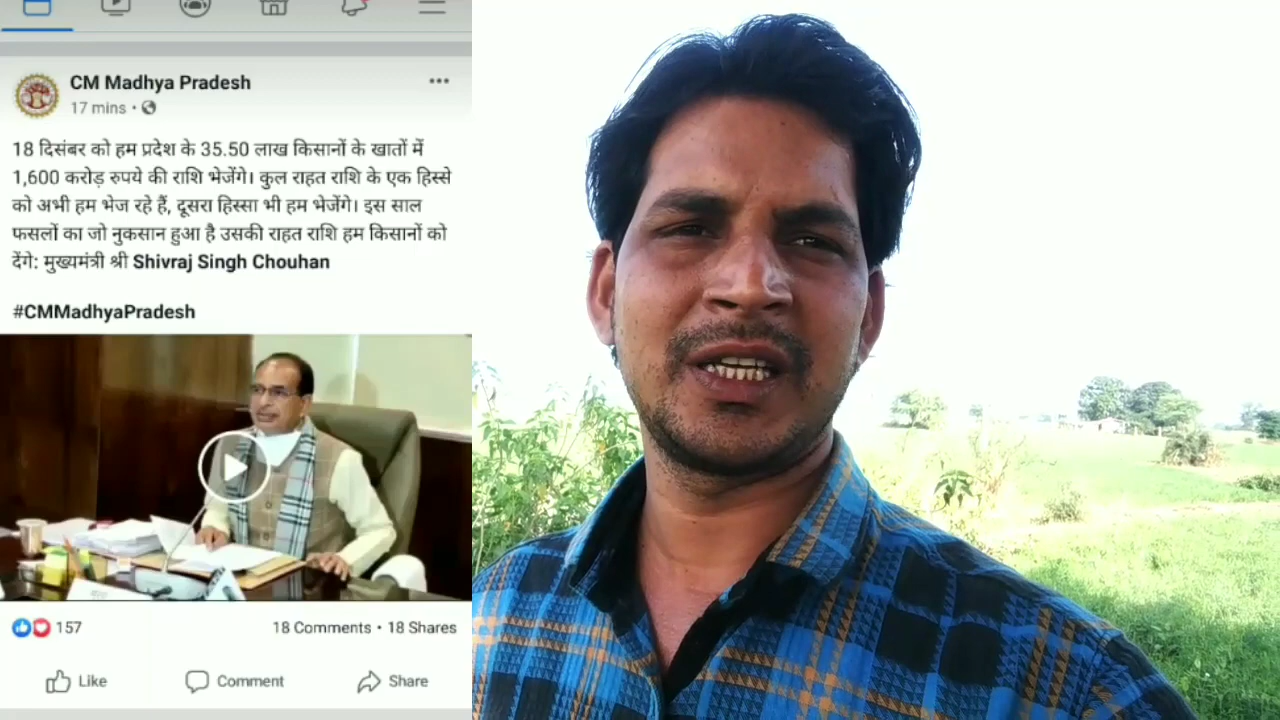 CM Madhya Pradesh
17 mins •
18 दिसंबर को हम प्रदेश के 35.50 लाख किसानों के खातों में
1,600 करोड़ रुपये की राशि भेजेंगे। कुल राहत राशि के एक हिस्से
को अभी हम भेज रहे हैं, दूसरा हिस्सा भी हम भेजेंगे। इस साल
फसलों का जो नुकसान हुआ है उसकी राहत राशि हम किसानों को
देंगे: मुख्यमंत्री श्री Shivraj Singh Chouhan
#CMMadhyaPradesh
157
18 Comments • 18 Shares
Like
Comment
Share